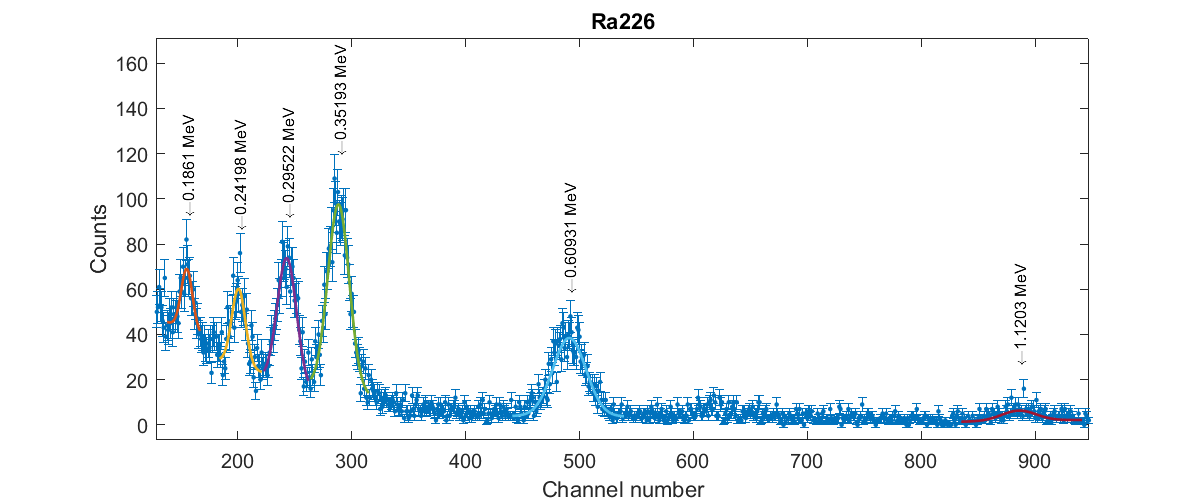 Ra226
Counts
160
140
120
100
80
60
40
20
0
0.1861 MeV
0.24198 MeV
0.29522 MeV
0.35193 MeV
0.60931 MeV
1.1203 MeV
200
300
400
500
600
700
800
900
Channel number